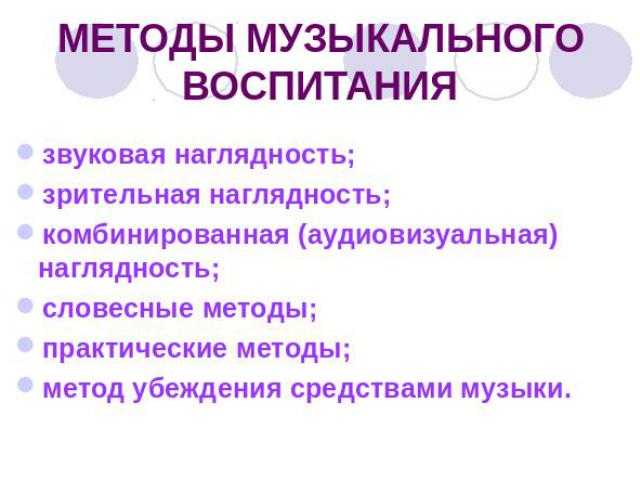 МЕТОДЫ МУЗЫКАЛЬНОГО
ВОСПИТАНИЯ
звуковая наглядность;
зрительная наглядность;
комбинированная (аудиовизуальная)
наглядность;
словесные методы;
практические методы;
метод убеждения средствами музыки.